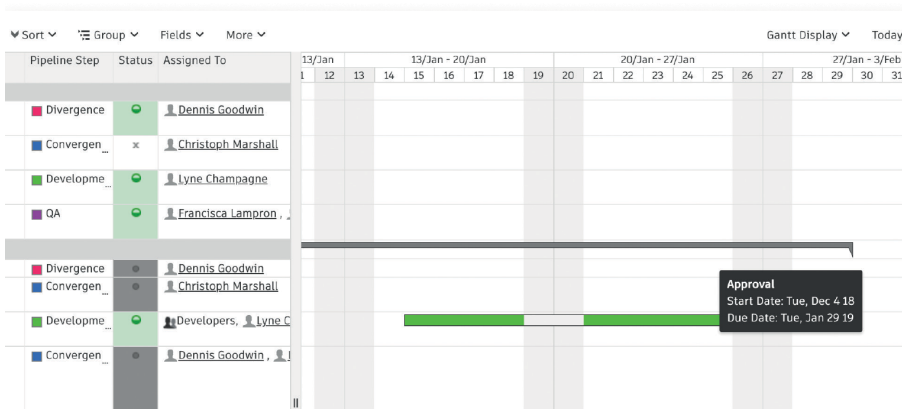 Sort Group Fields More Gantt Display Today
Pipeline Step Status Assigned To 13/Jan 13/Jan - 20/Jan 20/Jan - 27/Jan 27/Jan - 3/Feb
12 13 14 15 16 17 18 19 20 21 22 23 24 25 26 27 28 29 30 31
Divergence Dennis Goodwin
Convergen... x Christoph Marshall
Developme... Lyne Champagne
QA Francisca Lampron ,
Divergence Dennis Goodwin
Convergen... Christoph Marshall
Approval
Start Date: Tue, Dec 4 18
Developme... Developers, Lyne C
Due Date: Tue, Jan 29 19
Convergen... Dennis Goodwin ,